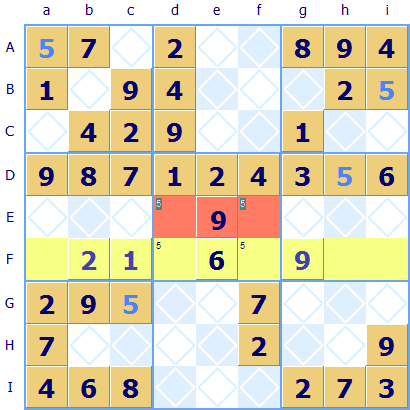 a b c d e f g h i
A 5 7 2 8 9 4
B 1 9 4 2 5
C 4 2 9 1
D 9 8 7 1 2 4 3 5 6
E 5 9 5
F 2 1 5 6 5 9
G 2 9 5 7
H 7 2 9
I 4 6 8 2 7 3